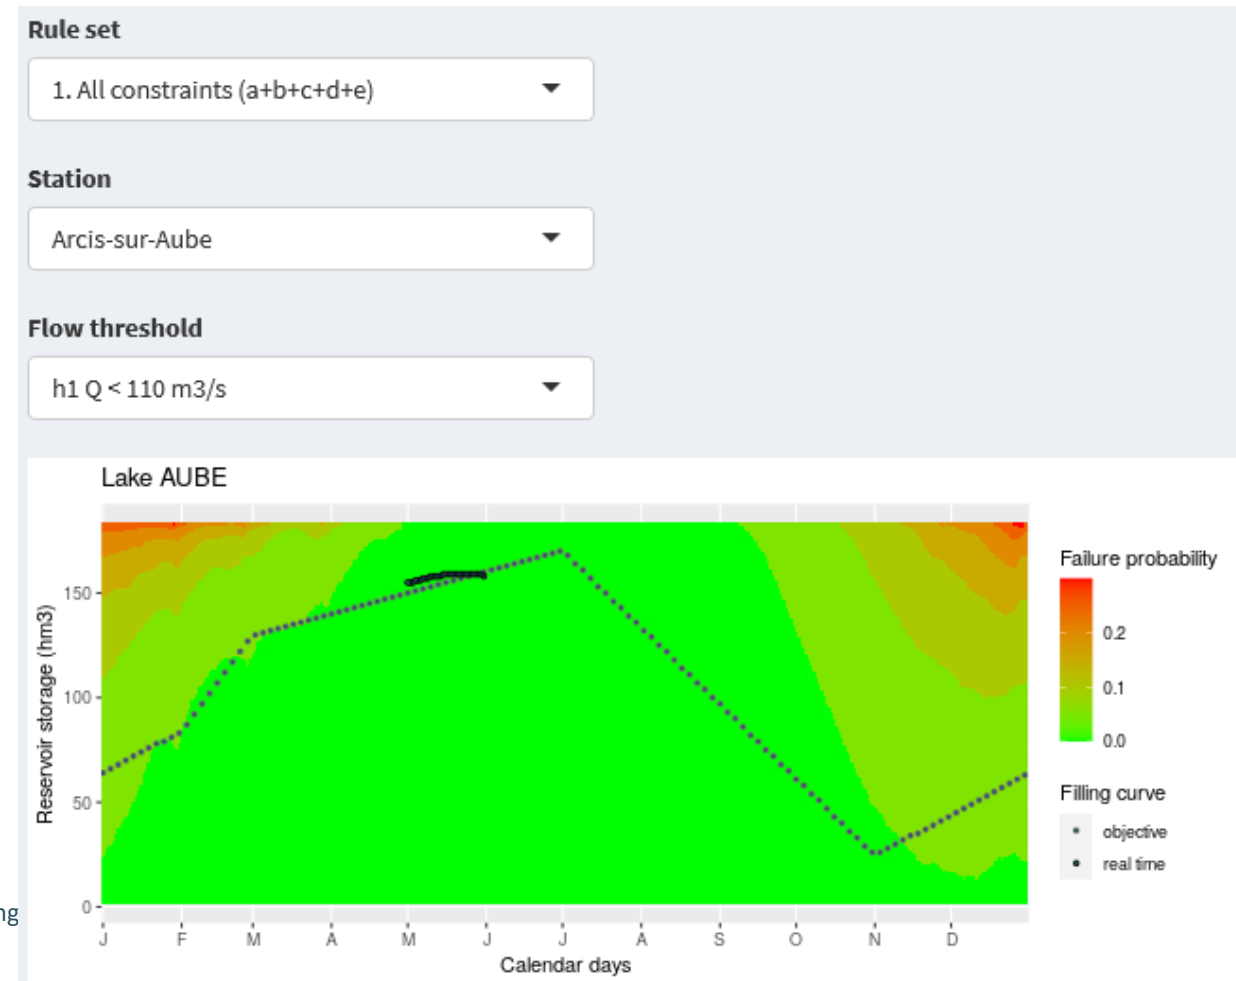 Rule set
1. All constraints (a+b+c+d+e)
Station
Arcis-sur-Aube
Flow threshold
h1 Q < 110 m3/s
Lake AUBE
Reservoir storage (hm3)
150
100
50
0
J F M A M J J A S O N D
Calendar days
Failure probability
0.2
0.1
0.0
Filling curve
objective
real time
ng